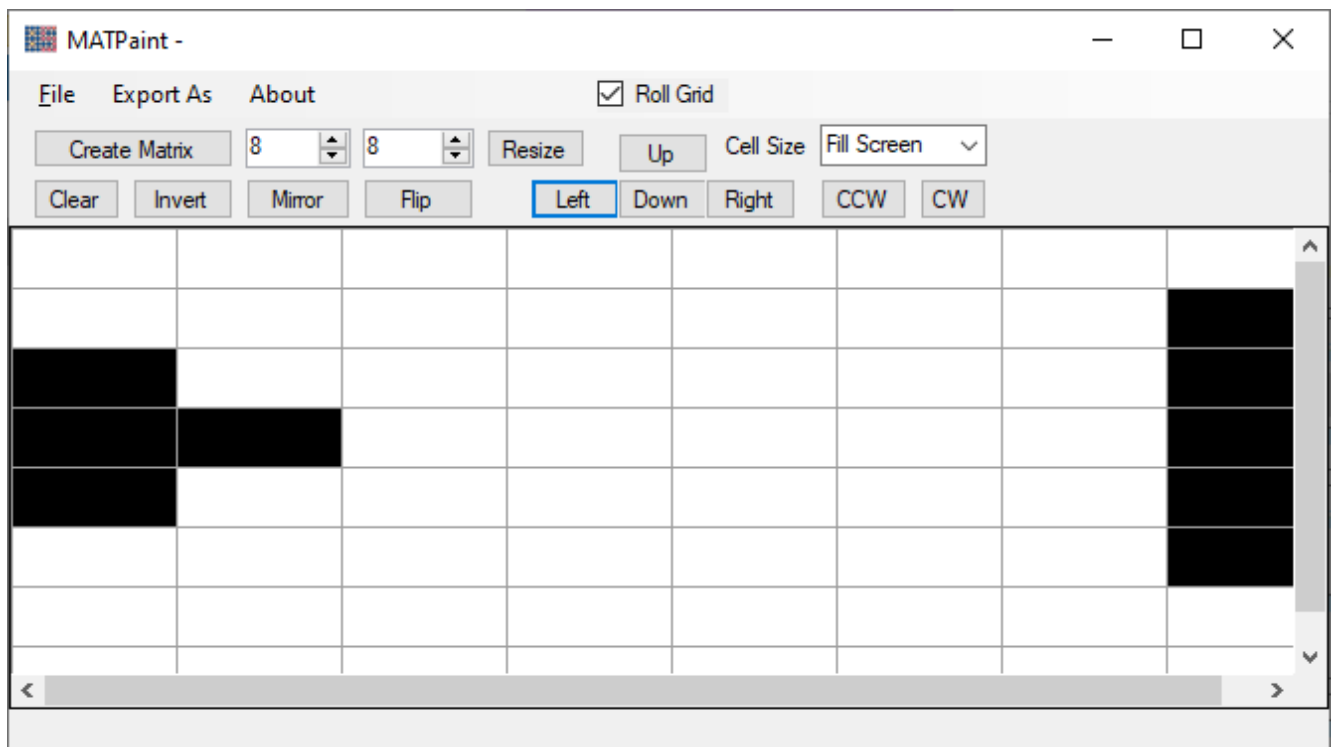 MATPaint -
File Export As About Roll Grid
Create Matrix 8 8 Resize Up Cell Size Fill Screen
Clear Invert Mirror Flip Left Down Right CCW CW